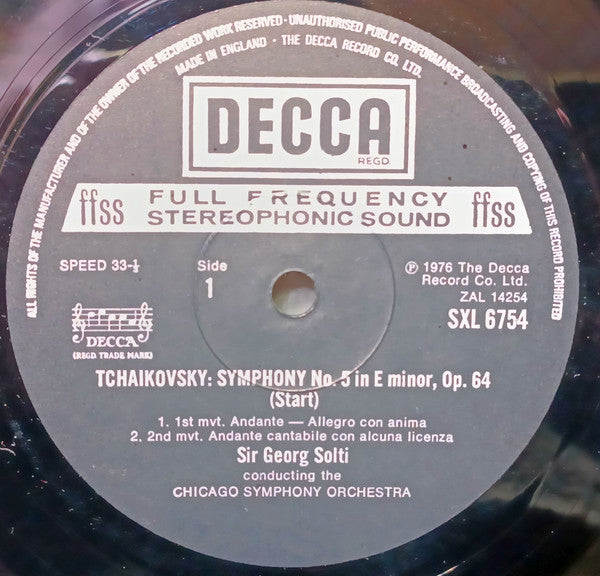 ALL RIGHTS OF THE MANUFACTURER AND OF THE OWNER OF THE RECORDED WORK RESERVED · UNAUTHORISED PUBLIC PERFORMANCE BROADCASTING AND COPYING OF THIS RECORD PROHIBITED
MADE IN ENGLAND · THE DECCA RECORD CO. LTD.
DECCA
REGD.
ffss FULL FREQUENCY ffss
STEREOPHONIC SOUND
SPEED 33-⅓
Side
1
℗ 1976 The Decca
Record Co. Ltd.
ZAL 14254
SXL 6754
DECCA
(REGD. TRADE MARK)
TCHAIKOVSKY: SYMPHONY No. 5 in E minor, Op. 64
(Start)
1. 1st mvt. Andante — Allegro con anima
2. 2nd mvt. Andante cantabile con alcuna licenza
Sir Georg Solti
conducting the
CHICAGO SYMPHONY ORCHESTRA